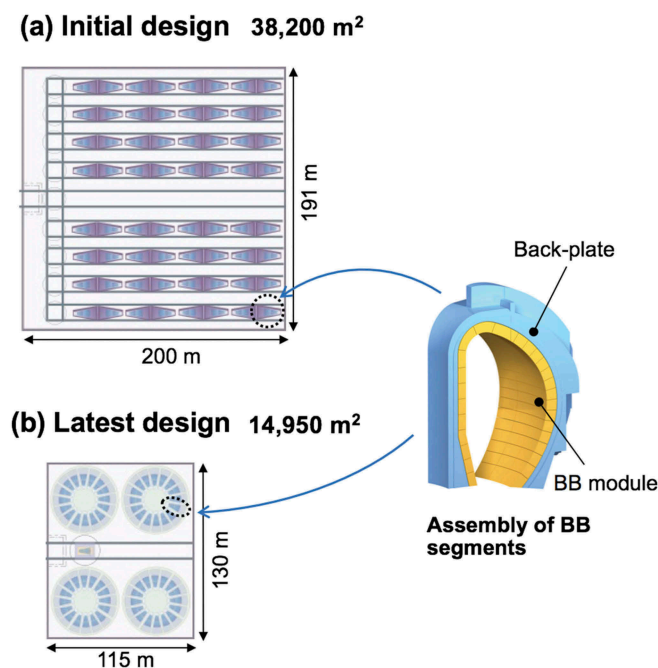 (a) Initial design 38,200 m²
191 m
200 m
Back-plate
(b) Latest design 14,950 m²
BB module
Assembly of BB
segments
130 m
115 m